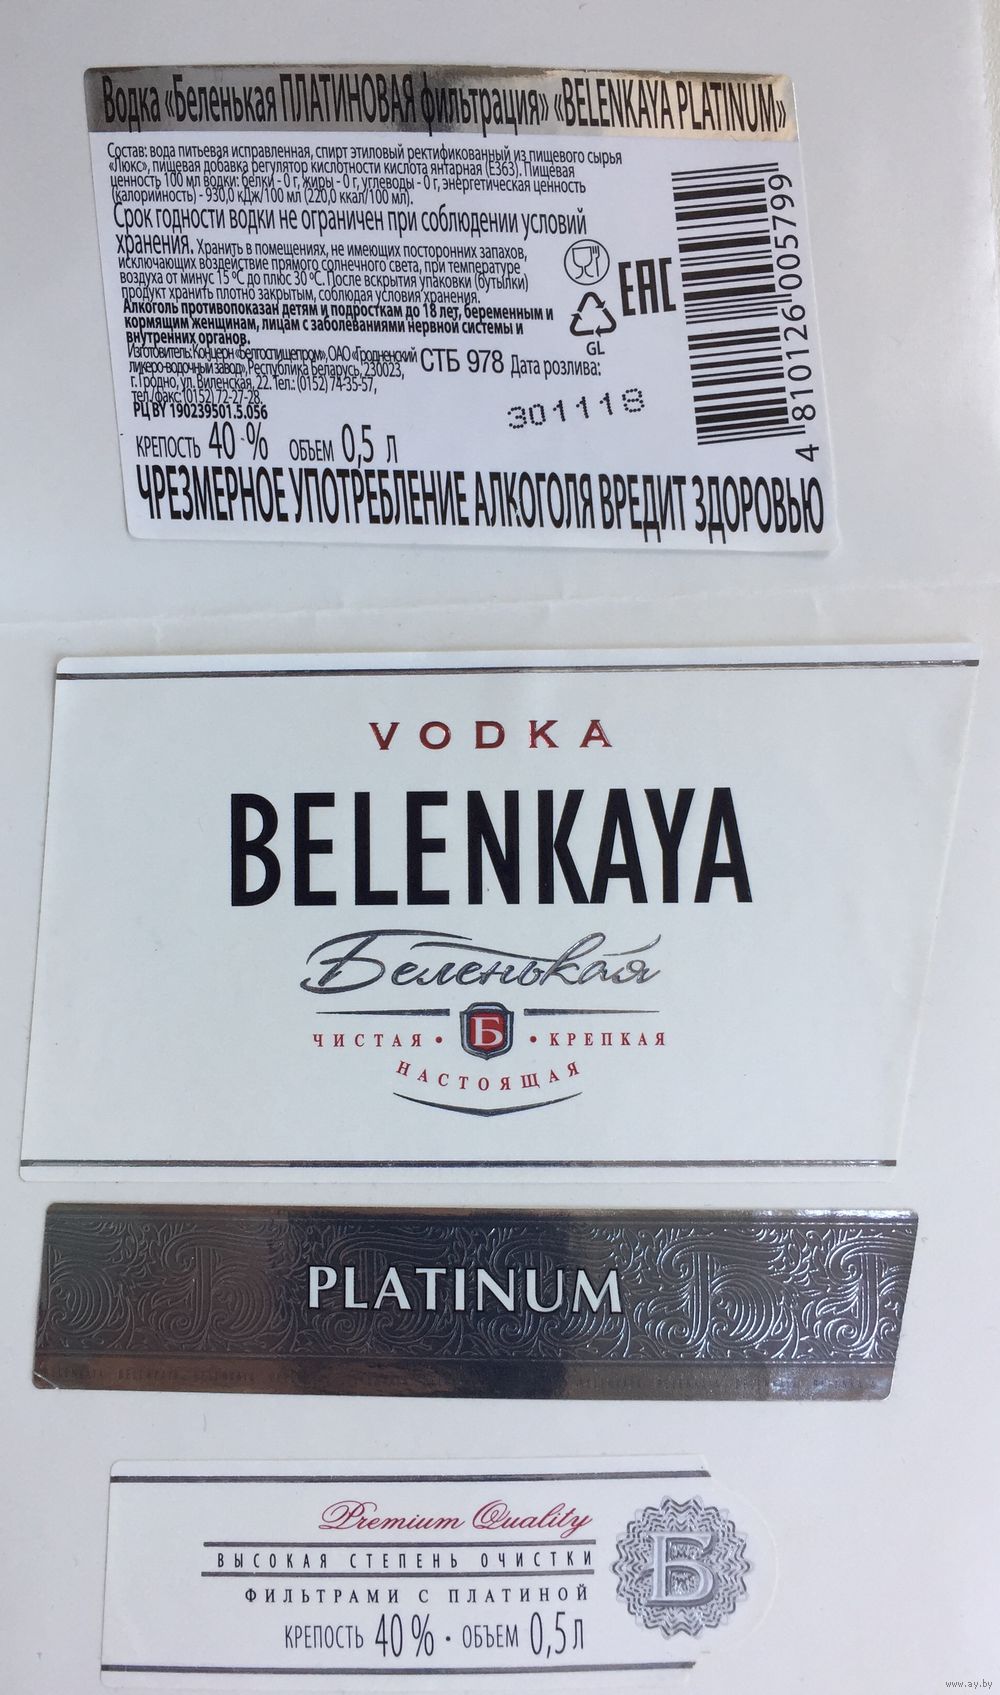 Водка «Беленькая ПЛАТИНОВАЯ фильтрация» «BELENKAYA PLATINUM»
Состав: вода питьевая исправленная, спирт этиловый ректификованный из пищевого сырья
«Люкс», пищевая добавка регулятор кислотности кислота янтарная (Е363). Пищевая
ценность 100 мл водки: белки - 0 г, жиры - 0 г, углеводы - 0 г, энергетическая ценность
(калорийность) - 930,0 кДж/100 мл (220,0 ккал/100 мл).
Срок годности водки не ограничен при соблюдении условий
хранения. Хранить в помещениях, не имеющих посторонних запахов,
исключающих воздействие прямого солнечного света, при температуре
воздуха от минус 15 °С до плюс 30 °С. После вскрытия упаковки (бутылки)
продукт хранить плотно закрытым, соблюдая условия хранения.
Алкоголь противопоказан детям и подросткам до 18 лет, беременным и
кормящим женщинам, лицам с заболеваниями нервной системы и
внутренних органов.
Изготовитель: Концерн «Белгоспищепром», ОАО «Гродненский
ликеро-водочный завод», Республика Беларусь, 230023,
г. Гродно, ул. Виленская, 22. Тел.: (0152) 74-35-57,
тел./факс: (0152) 72-27-28.
РЦ BY 190239501.5.056
СТБ 978 Дата розлива:
301118
EAC
GL
4 810126 005799
КРЕПОСТЬ 40 % ОБЪЕМ 0,5 Л
ЧРЕЗМЕРНОЕ УПОТРЕБЛЕНИЕ АЛКОГОЛЯ ВРЕДИТ ЗДОРОВЬЮ
VODKA
BELENKAYA
Беленькая
ЧИСТАЯ • Б • КРЕПКАЯ
НАСТОЯЩАЯ
PLATINUM
BELENKAYA
Premium Quality
ВЫСОКАЯ СТЕПЕНЬ ОЧИСТКИ
ФИЛЬТРАМИ С ПЛАТИНОЙ
КРЕПОСТЬ 40 % • ОБЪЕМ 0,5 Л
Б
www.ay.by